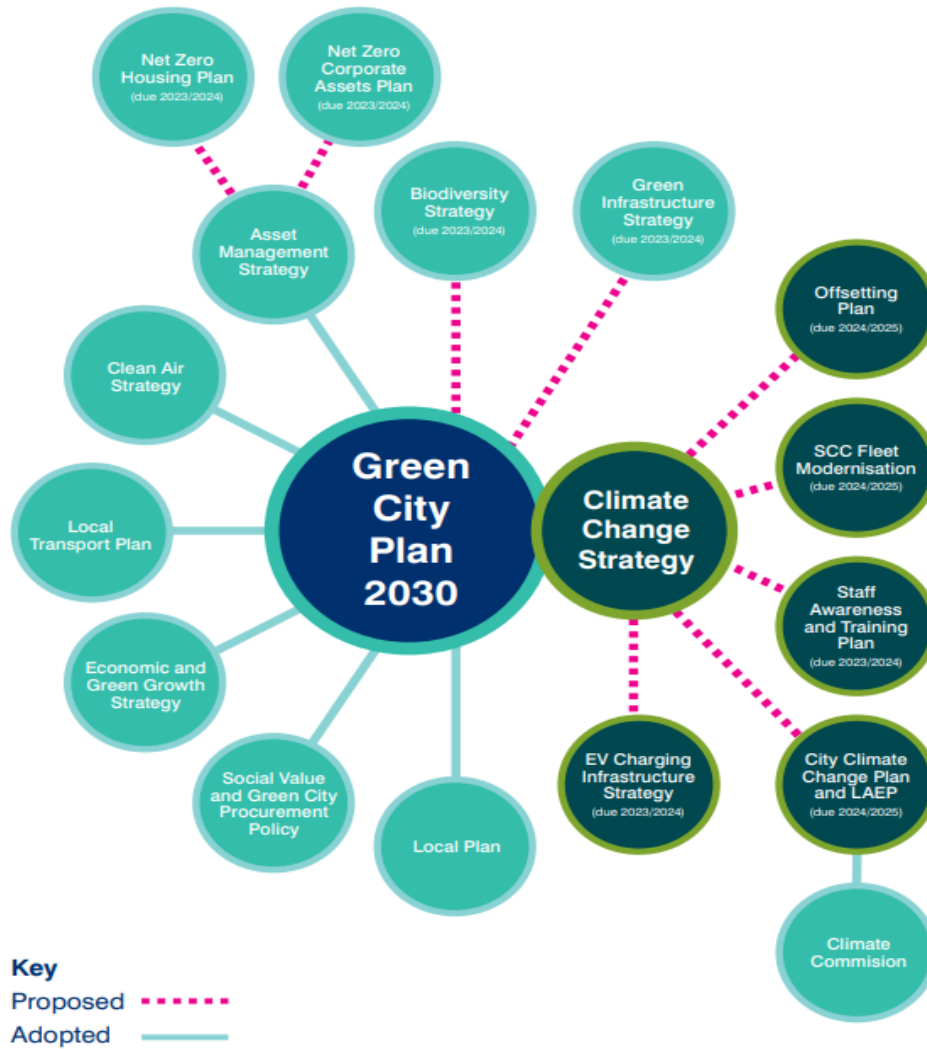 Net Zero
Housing Plan
(due 2023/2024)
Net Zero
Corporate
Assets Plan
(due 2023/2024)
Biodiversity
Strategy
(due 2023/2024)
Green
Infrastructure
Strategy
(due 2023/2024)
Asset
Management
Strategy
Offsetting
Plan
(due 2024/2025)
Clean Air
Strategy
SCC Fleet
Modernisation
(due 2024/2025)
Green
City
Plan
2030
Climate
Change
Strategy
Local
Transport Plan
Staff
Awareness
and Training
Plan
(due 2023/2024)
Economic and
Green Growth
Strategy
EV Charging
Infrastructure
Strategy
(due 2023/2024)
City Climate
Change Plan
and LAEP
(due 2024/2025)
Social Value
and Green City
Procurement
Policy
Local Plan
Climate
Commision
Key
Proposed
Adopted